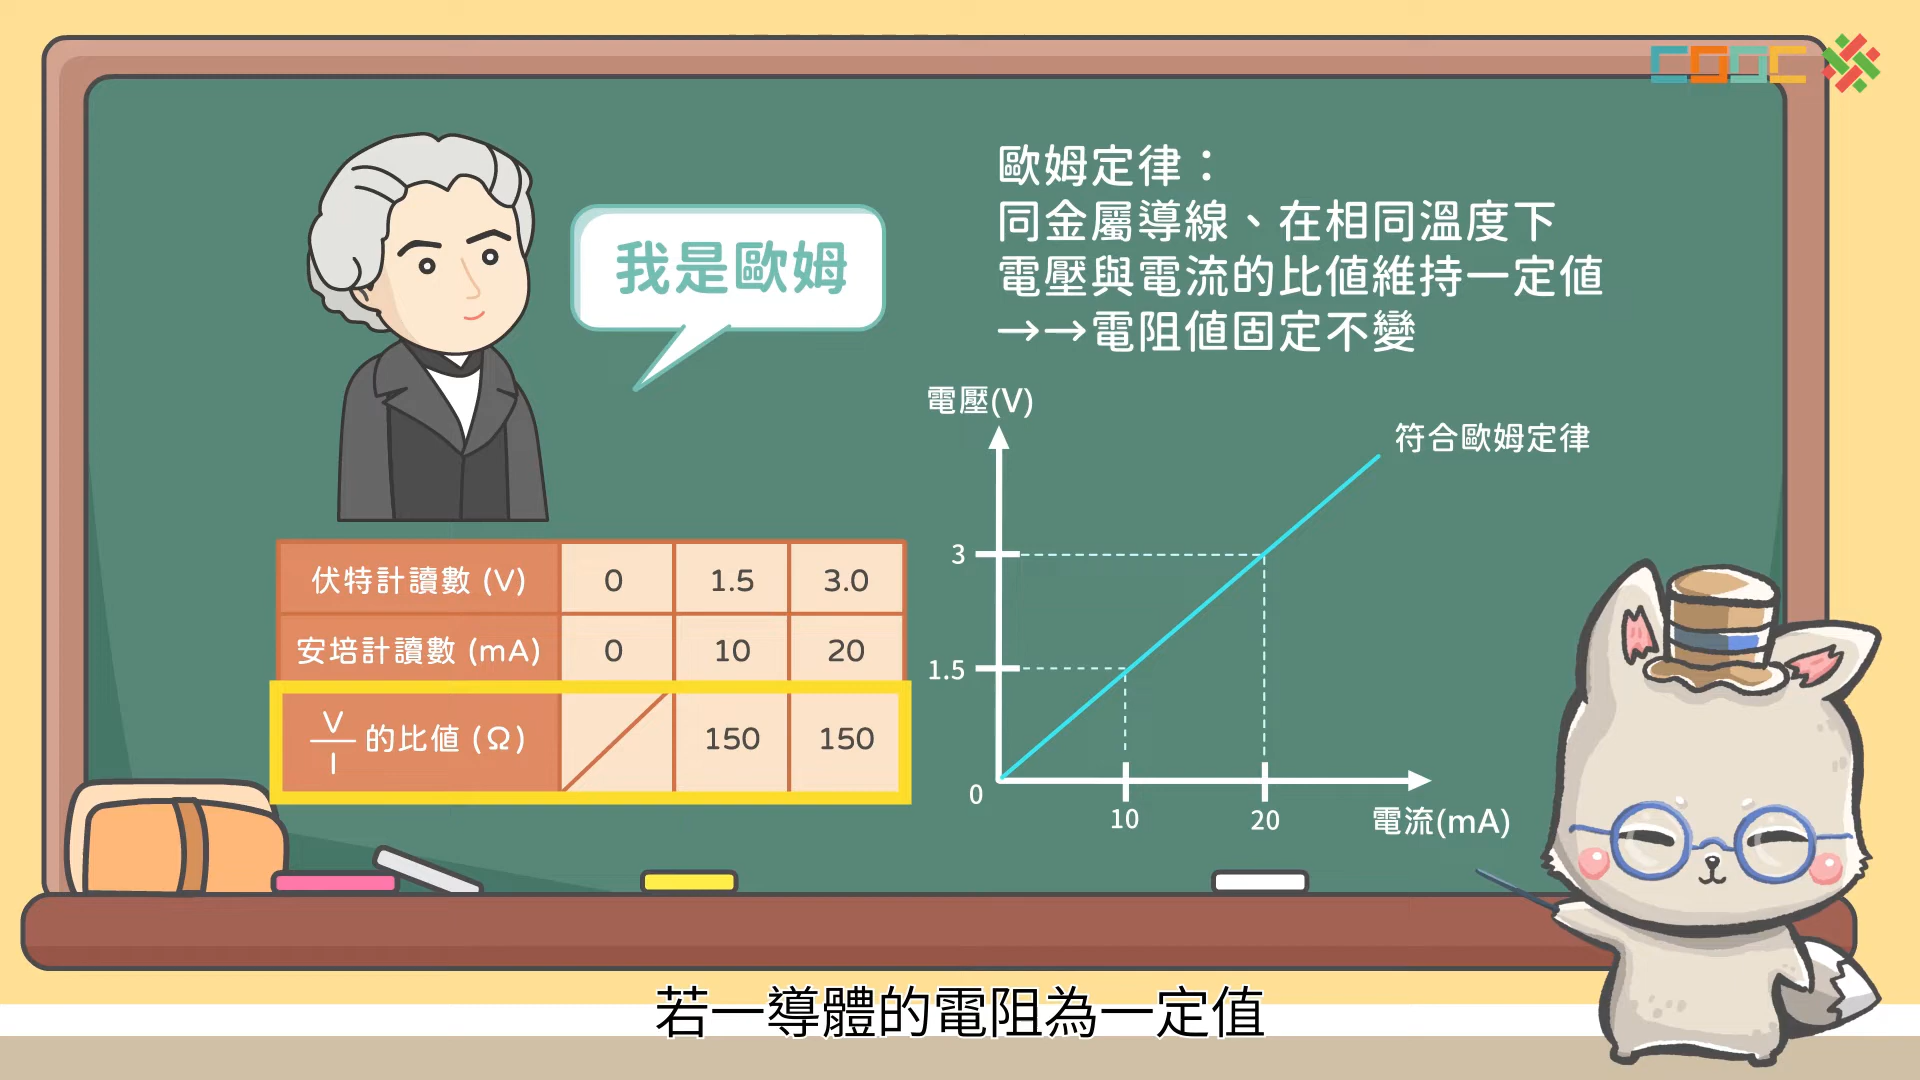 COOC
歐姆定律：
同金屬導線、在相同溫度下
電壓與電流的比值維持一定值
→→電阻值固定不變
我是歐姆
電壓(V)
符合歐姆定律
3
1.5
0
10
20
電流(mA)
伏特計讀數 (V) 0 1.5 3.0
安培計讀數 (mA) 0 10 20
V
I
的比值 (Ω) 150 150
若一導體的電阻為一定值